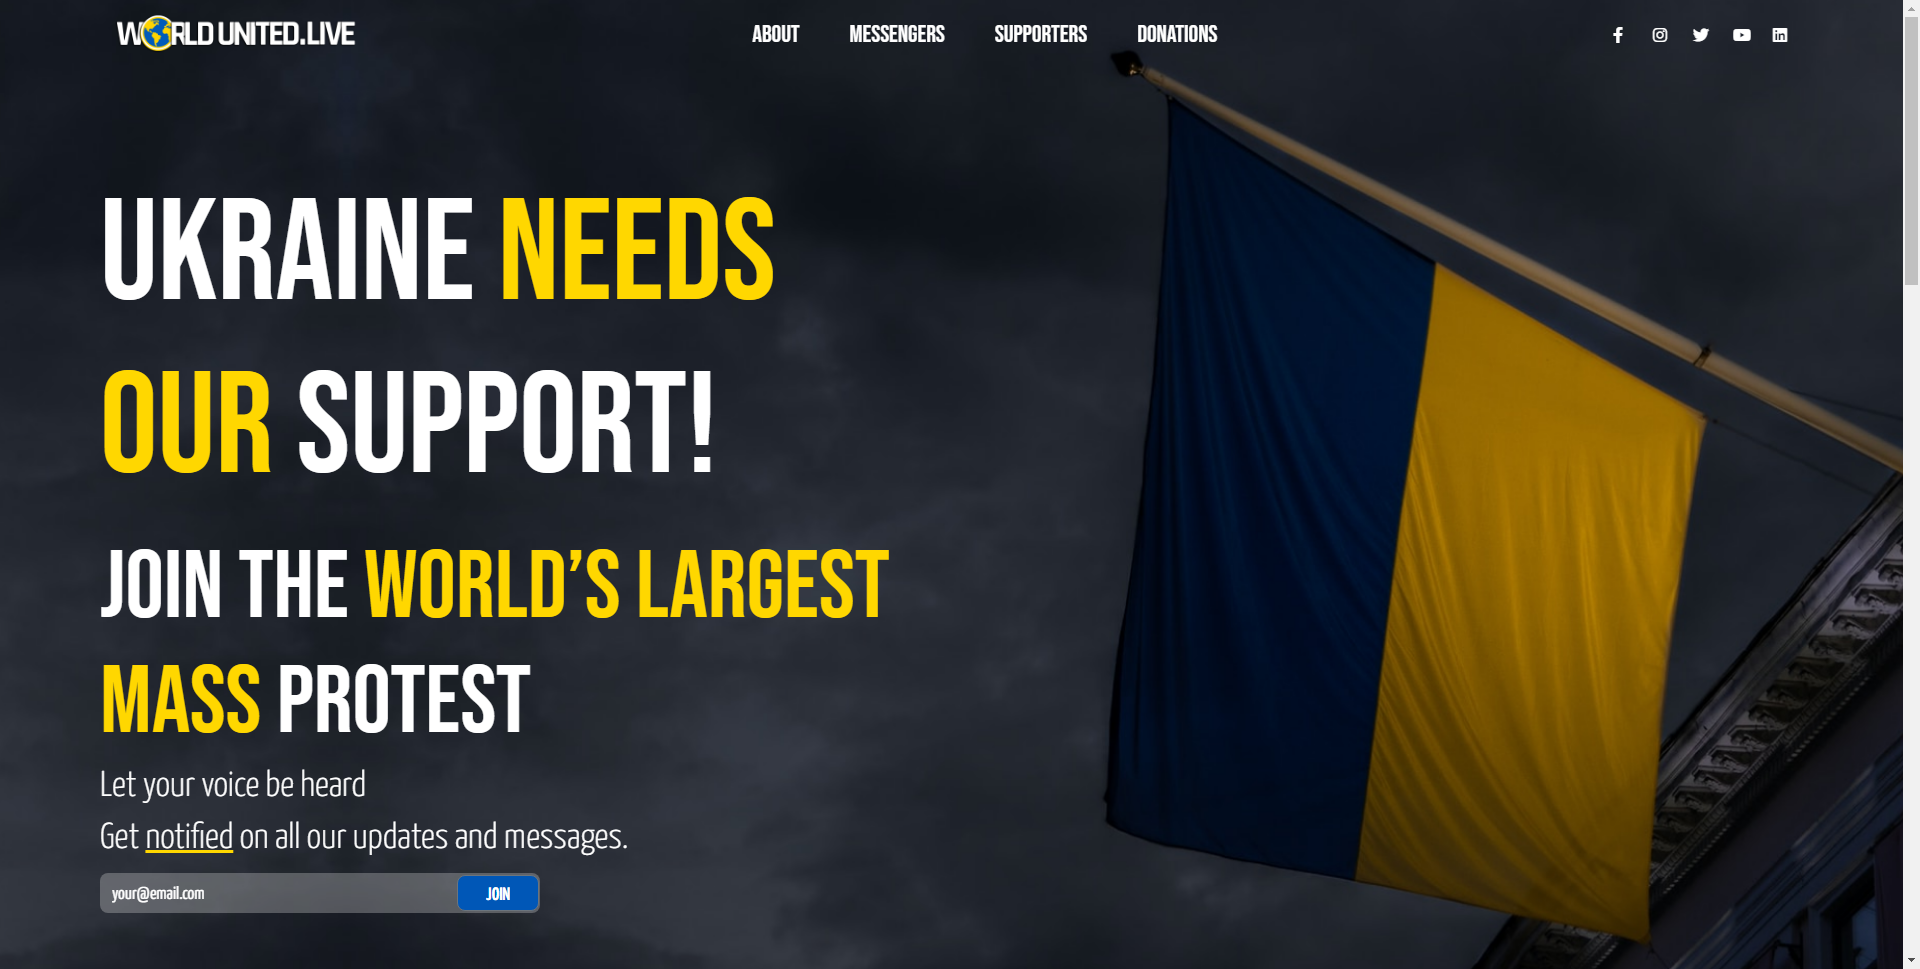 WORLD UNITED.LIVE
ABOUT
MESSENGERS
SUPPORTERS
DONATIONS
UKRAINE NEEDS
OUR SUPPORT!
JOIN THE WORLD’S LARGEST
MASS PROTEST
Let your voice be heard
Get notified on all our updates and messages.
your@email.com
JOIN